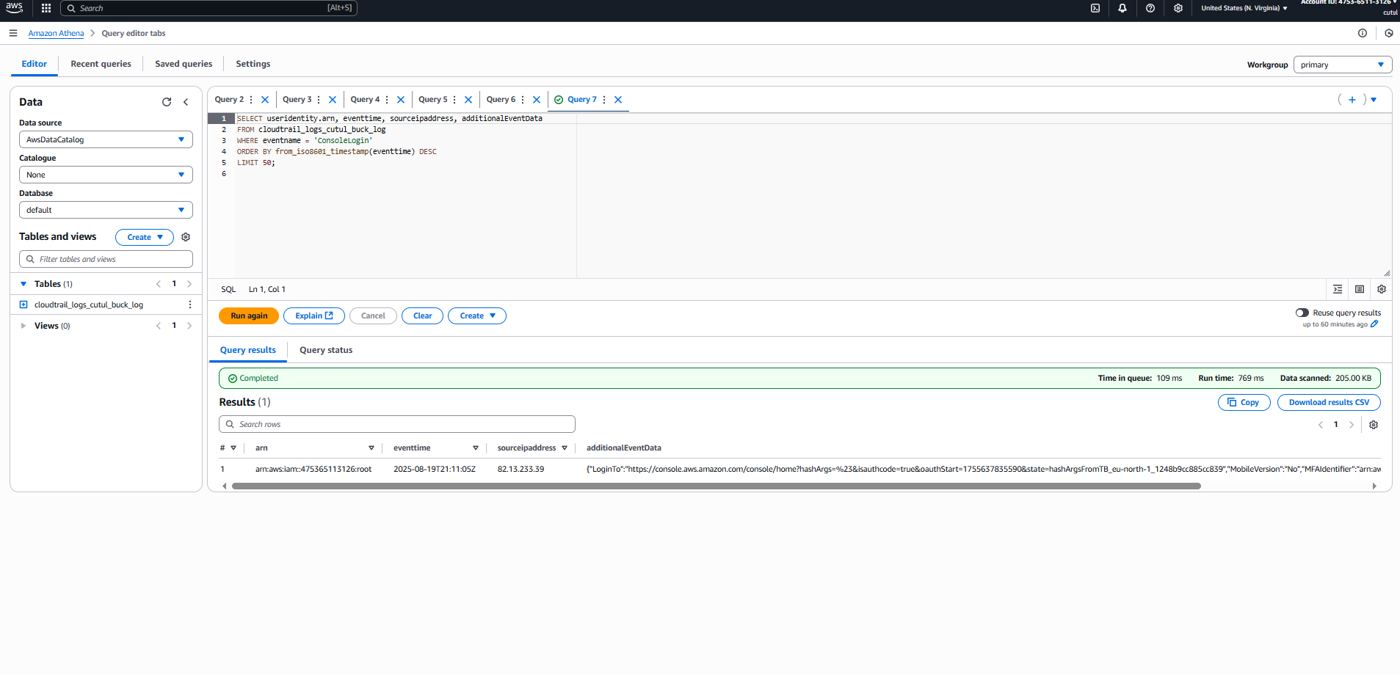 aws
Search [Alt+S]
United States (N. Virginia)
Account ID: 4753-6511-3126
cutul
Amazon Athena > Query editor tabs
Editor Recent queries Saved queries Settings
Workgroup primary
Data
Data source
AwsDataCatalog
Catalogue
None
Database
default
Tables and views Create
Filter tables and views
Tables (1) < 1 >
cloudtrail_logs_cutul_buck_log
Views (0) < 1 >
Query 2 Query 3 Query 4 Query 5 Query 6 Query 7
1 SELECT useridentity.arn, eventtime, sourceipaddress, additionalEventData
2 FROM cloudtrail_logs_cutul_buck_log
3 WHERE eventname = 'ConsoleLogin'
4 ORDER BY from_iso8601_timestamp(eventtime) DESC
5 LIMIT 50;
6
SQL Ln 1, Col 1
Run again Explain Cancel Clear Create
Reuse query results
up to 60 minutes ago
Query results Query status
Completed Time in queue: 109 ms Run time: 769 ms Data scanned: 205.00 KB
Results (1) Copy Download results CSV
Search rows < 1 >
# arn eventtime sourceipaddress additionalEventData
1 arn:aws:iam::475365113126:root 2025-08-19T21:11:05Z 82.13.233.39 {"LoginTo":"https://console.aws.amazon.com/console/home?hashArgs=%23&isauthcode=true&oauthStart=1755637835590&state=hashArgsFromTB_eu-north-1_1248b9cc885cc839","MobileVersion":"No","MFAIdentifier":"arn:aw